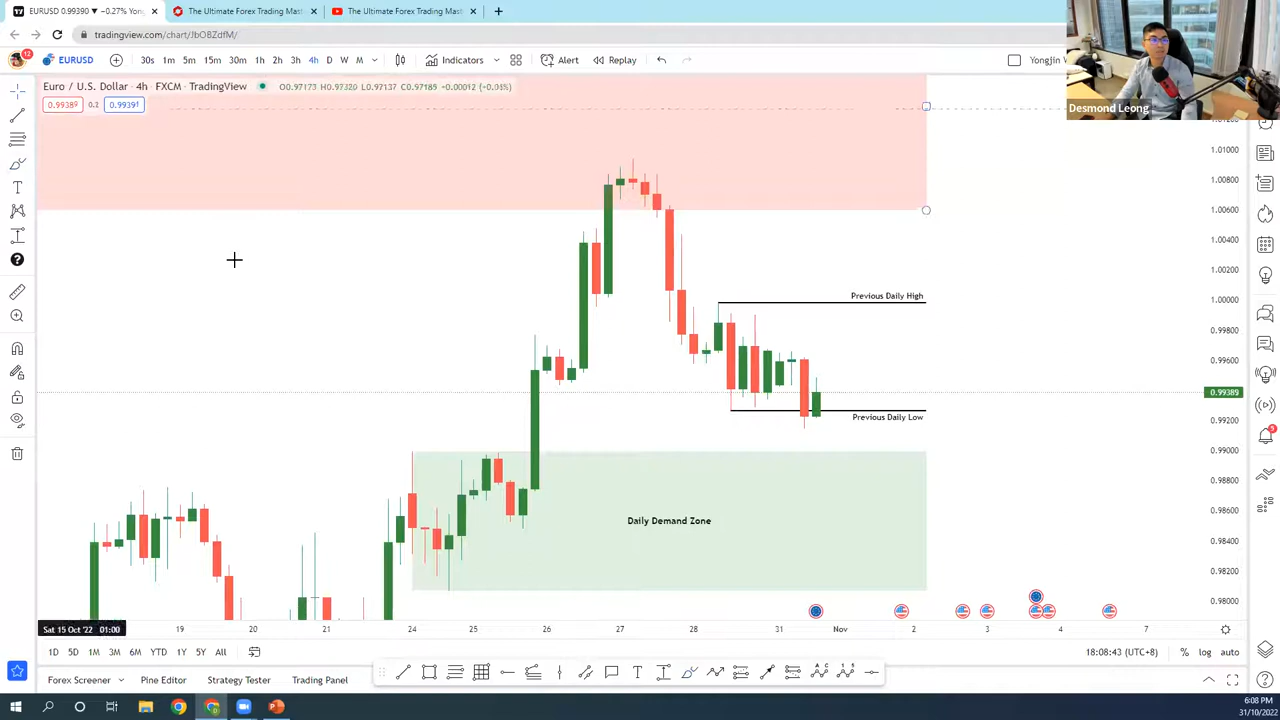 EURUSD 0.99390 ▼ −0.27% Yong
The Ultimate Forex Trading Mast
The Ultimate Forex Trading Mast
tradingview.com/chart/JbO8ZdfM/
12
EURUSD
30s 1m 5m 15m 30m 1h 2h 3h 4h D W M
Indicators
Alert
Replay
Yongjin
Desmond Leong
Euro / U.S. Dollar · 4h · FXCM · TradingView
O0.97173 H0.97320 L0.97137 C0.97185 +0.00012 (+0.01%)
0.99389 0.2 0.99391
1.01000
1.00800
1.00600
1.00400
1.00200
1.00000
0.99800
0.99600
0.99389
0.99200
0.99000
0.98800
0.98600
0.98400
0.98200
0.98000
Previous Daily High
Previous Daily Low
Daily Demand Zone
Sat 15 Oct '22 01:00
19 20 21 24 25 26 27 28 31 Nov 2 3 4 7
1D 5D 1M 3M 6M YTD 1Y 5Y All
18:08:43 (UTC+8)
% log auto
Forex Screener
Pine Editor
Strategy Tester
Trading Panel
6:08 PM
31/10/2022